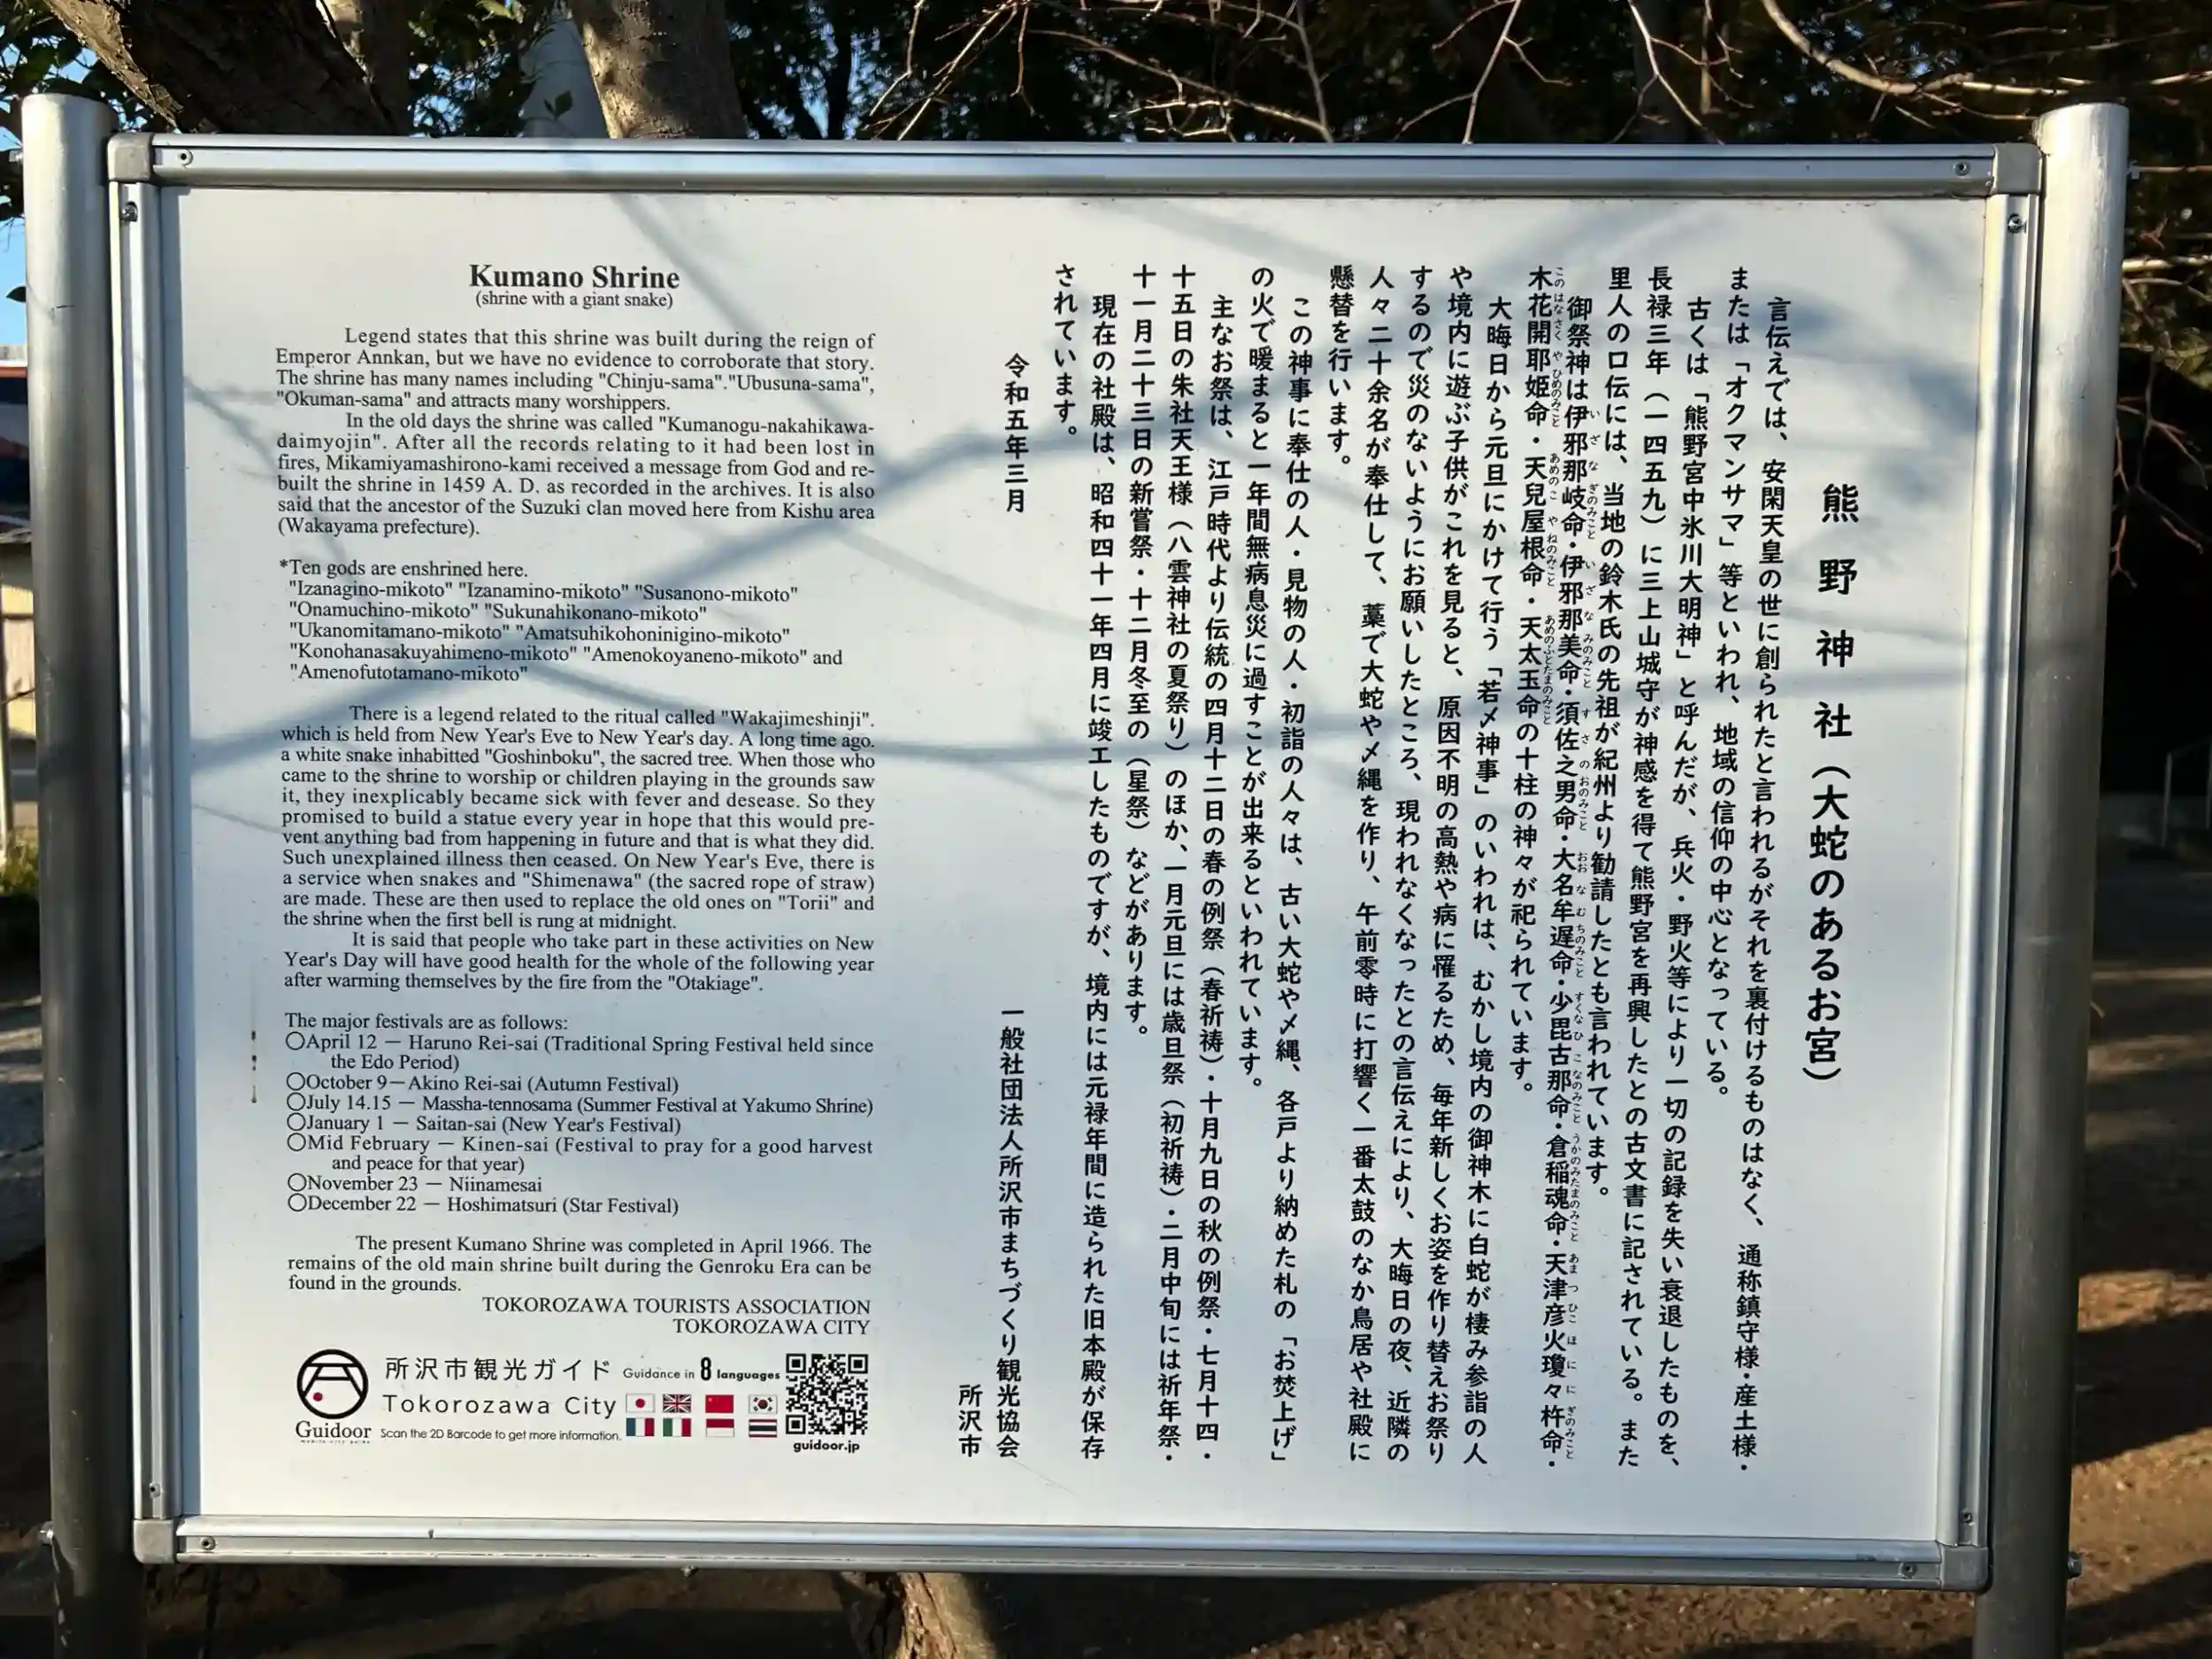 Kumano Shrine
(shrine with a giant snake)
Legend states that this shrine was built during the reign of
Emperor Annkan, but we have no evidence to corroborate that story.
The shrine has many names including "Chinju-sama"."Ubusuna-sama",
"Okuman-sama" and attracts many worshippers.
In the old days the shrine was called "Kumanogu-nakahikawa-
daimyojin". After all the records relating to it had been lost in
fires, Mikamiyamashirono-kami received a message from God and re-
built the shrine in 1459 A. D. as recorded in the archives. It is also
said that the ancestor of the Suzuki clan moved here from Kishu area
(Wakayama prefecture).
*Ten gods are enshrined here.
"Izanagino-mikoto" "Izanamino-mikoto" "Susanono-mikoto"
"Onamuchino-mikoto" "Sukunahikonano-mikoto"
"Ukanomitamano-mikoto" "Amatsuhikohoninigino-mikoto"
"Konohanasakuyahimeno-mikoto" "Amenokoyaneno-mikoto" and
"Amenofutotamano-mikoto"
There is a legend related to the ritual called "Wakajimeshinji".
which is held from New Year's Eve to New Year's day. A long time ago.
a white snake inhabitted "Goshinboku", the sacred tree. When those who
came to the shrine to worship or children playing in the grounds saw
it, they inexplicably became sick with fever and desease. So they
promised to build a statue every year in hope that this would pre-
vent anything bad from happening in future and that is what they did.
Such unexplained illness then ceased. On New Year's Eve, there is
a service when snakes and "Shimenawa" (the sacred rope of straw)
are made. These are then used to replace the old ones on "Torii" and
the shrine when the first bell is rung at midnight.
It is said that people who take part in these activities on New
Year's Day will have good health for the whole of the following year
after warming themselves by the fire from the "Otakiage".
The major festivals are as follows:
○April 12 — Haruno Rei-sai (Traditional Spring Festival held since
the Edo Period)
○October 9—Akino Rei-sai (Autumn Festival)
○July 14.15 — Massha-tennosama (Summer Festival at Yakumo Shrine)
○January 1 — Saitan-sai (New Year's Festival)
○Mid February — Kinen-sai (Festival to pray for a good harvest
and peace for that year)
○November 23 — Niinamesai
○December 22 — Hoshimatsuri (Star Festival)
The present Kumano Shrine was completed in April 1966. The
remains of the old main shrine built during the Genroku Era can be
found in the grounds.
TOKOROZAWA TOURISTS ASSOCIATION
TOKOROZAWA CITY
所沢市観光ガイド Guidance in 8 languages
Tokorozawa City
Guidoor
Scan the 2D Barcode to get more information.
guidoor.jp
熊野神社（大蛇のあるお宮）
言伝えでは、安閑天皇の世に創られたと言われるがそれを裏付けるものはなく、通称鎮守様・産土様・
または「オクマンサマ」等といわれ、地域の信仰の中心となっている。
古くは「熊野宮中氷川大明神」と呼んだが、兵火・野火等により一切の記録を失い衰退したものを、
長禄三年（一四五九）に三上山城守が神感を得て熊野宮を再興したとの古文書に記されている。また
里人の口伝には、当地の鈴木氏の先祖が紀州より勧請したとも言われています。
御祭神は伊邪那岐命・伊邪那美命・須佐之男命・大名牟遅命・少毘古那命・倉稲魂命・天津彦火瓊々杵命・
木花開耶姫命・天兒屋根命・天太玉命の十柱の神々が祀られています。
大晦日から元旦にかけて行う「若〆神事」のいわれは、むかし境内の御神木に白蛇が棲み参詣の人
や境内に遊ぶ子供がこれを見ると、原因不明の高熱や病に罹るため、毎年新しくお姿を作り替えお祭り
するので災のないようにお願いしたところ、現われなくなったとの言伝えにより、大晦日の夜、近隣の
人々二十余名が奉仕して、藁で大蛇や〆縄を作り、午前零時に打響く一番太鼓のなか鳥居や社殿に
懸替を行います。
この神事に奉仕の人・見物の人・初詣の人々は、古い大蛇や〆縄、各戸より納めた札の「お焚上げ」
の火で暖まると一年間無病息災に過すことが出来るといわれています。
主なお祭は、江戸時代より伝統の四月十二日の春の例祭（春祈祷）・十月九日の秋の例祭・七月十四・
十五日の朱社天王様（八雲神社の夏祭り）のほか、一月元旦には歳旦祭（初祈祷）・二月中旬には祈年祭・
十一月二十三日の新嘗祭・十二月冬至の（星祭）などがあります。
現在の社殿は、昭和四十一年四月に竣工したものですが、境内には元禄年間に造られた旧本殿が保存
されています。
令和五年三月
一般社団法人所沢市まちづくり観光協会
所沢市